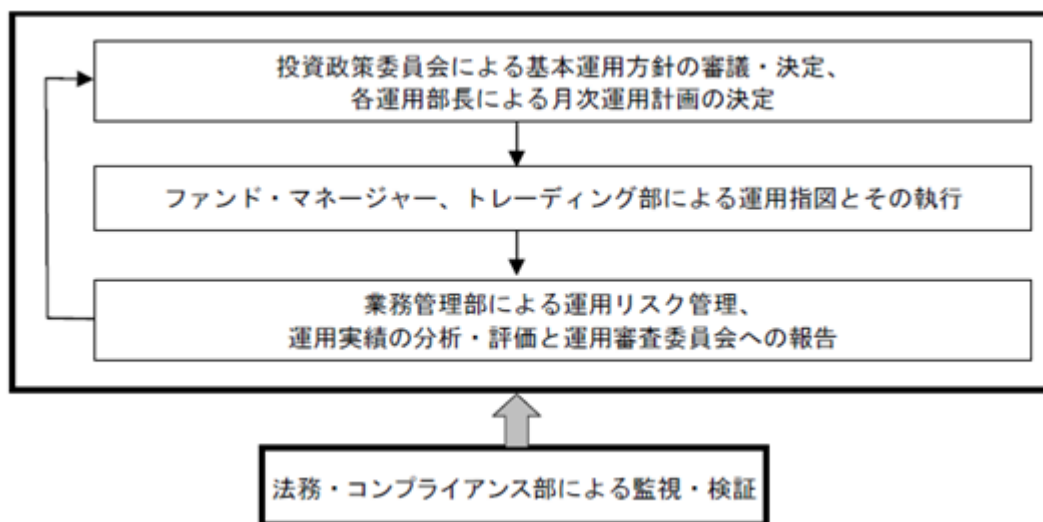 投資政策委員会による基本運用方針の審議・決定、
各運用部長による月次運用計画の決定
ファンド・マネージャー、トレーディング部による運用指図とその執行
業務管理部による運用リスク管理、
運用実績の分析・評価と運用審査委員会への報告
法務・コンプライアンス部による監視・検証